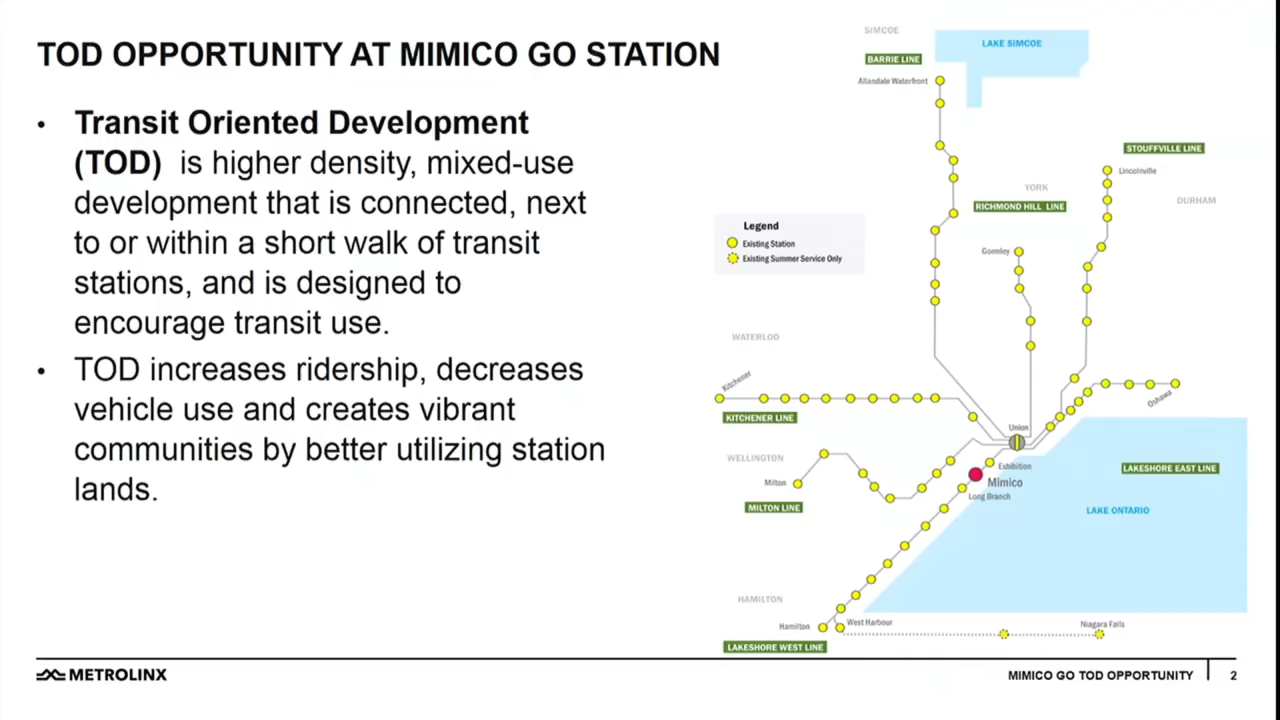 TOD OPPORTUNITY AT MIMICO GO STATION
• Transit Oriented Development
(TOD) is higher density, mixed-use
development that is connected, next
to or within a short walk of transit
stations, and is designed to
encourage transit use.
• TOD increases ridership, decreases
vehicle use and creates vibrant
communities by better utilizing station
lands.
SIMCOE
LAKE SIMCOE
BARRIE LINE
Allandale Waterfront
STOUFFVILLE LINE
Lincolnville
YORK
DURHAM
RICHMOND HILL LINE
Legend
Existing Station
Existing Summer Service Only
Gormley
WATERLOO
Kitchener
KITCHENER LINE
Oshawa
Union
WELLINGTON
Milton
MILTON LINE
Exhibition
Mimico
Long Branch
LAKESHORE EAST LINE
LAKE ONTARIO
HAMILTON
Hamilton
West Harbour
Niagara Falls
LAKESHORE WEST LINE
METROLINX
MIMICO GO TOD OPPORTUNITY
2